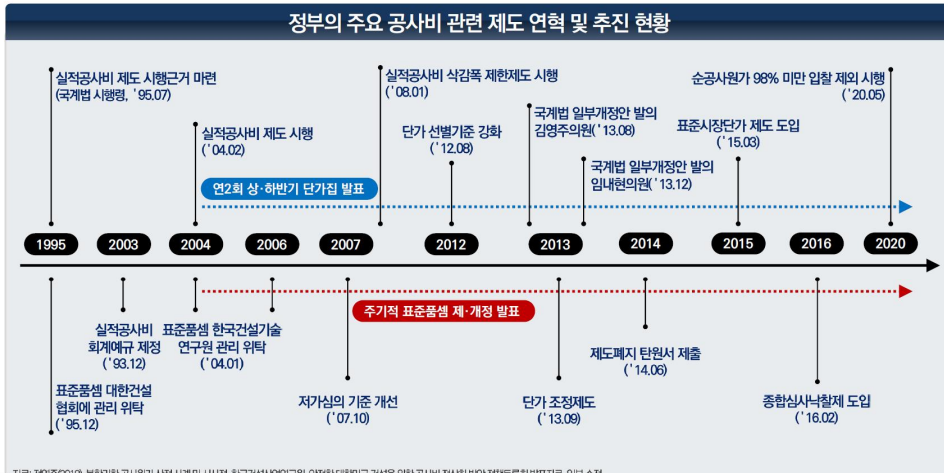 정부의 주요 공사비 관련 제도 연혁 및 추진 현황
실적공사비 제도 시행근거 마련
(국계법 시행령, '95.07)
실적공사비 제도 시행
('04.02)
실적공사비 삭감폭 제한제도 시행
('08.01)
단가 선별기준 강화
('12.08)
국계법 일부개정안 발의
김영주의원('13.08)
국계법 일부개정안 발의
임내현의원('13.12)
표준시장단가 제도 도입
('15.03)
순공사원가 98% 미만 입찰 제외 시행
('20.05)
연2회 상·하반기 단가집 발표
1995 2003 2004 2006 2007 2012 2013 2014 2015 2016 2020
주기적 표준품셈 제·개정 발표
표준품셈 대한건설
협회에 관리 위탁
('95.12)
실적공사비
회계예규 제정
('93.12)
표준품셈 한국건설기술
연구원 관리 위탁
('04.01)
저가심의 기준 개선
('07.10)
단가 조정제도
('13.09)
제도폐지 탄원서 제출
('14.06)
종합심사낙찰제 도입
('16.02)